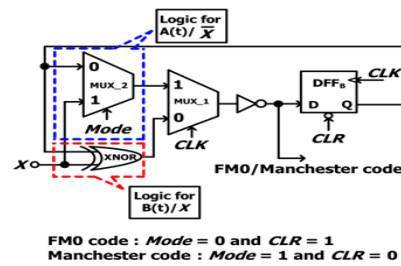 Logic for
A(t)/ X
0
MUX_2
1
Mode
1
MUX_1
0
CLK
DFFB
CLK
D
Q
CLR
X
XNOR
FM0/Manchester code
Logic for
B(t)/X
FM0 code : Mode = 0 and CLR = 1
Manchester code : Mode = 1 and CLR = 0